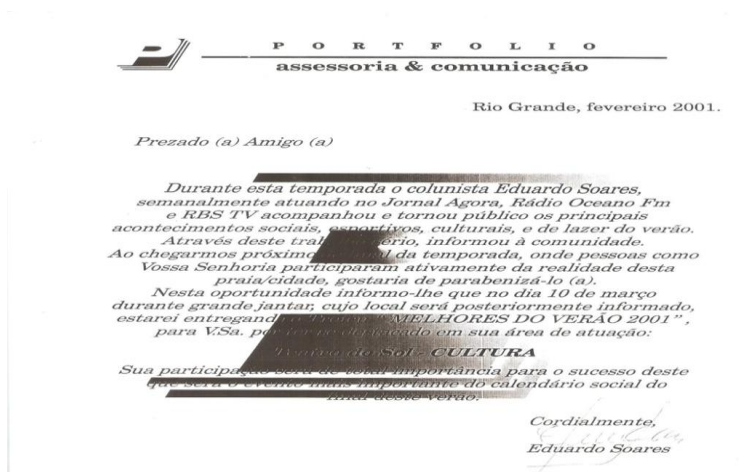 PORTFOLIO
assessoria & comunicação
Rio Grande, fevereiro 2001.
Prezado (a) Amigo (a)
Durante esta temporada o colunista Eduardo Soares,
semanalmente atuando no Jornal Agora, Rádio Oceano Fm
e RBS TV acompanhou e tornou público os principais
acontecimentos sociais, esportivos, culturais, e de lazer do verão.
Através deste informou à comunidade.
Ao chegarmos próximo da temporada, onde pessoas como
Vossa Senhoria participaram ativamente da realidade desta
praia/cidade, gostaria de parabenizá-lo (a).
Nesta oportunidade informo-lhe que no dia 10 de março
durante grande jantar, cujo local será posteriormente informado,
estarei entregando "MELHORES DO VERÃO 2001",
para V.Sa. por em sua área de atuação:
Teatro do Sol - CULTURA
Sua participação será de total importância para o sucesso deste
que será o evento mais importante do calendário social do
final deste verão.
Cordialmente,
Eduardo Soares